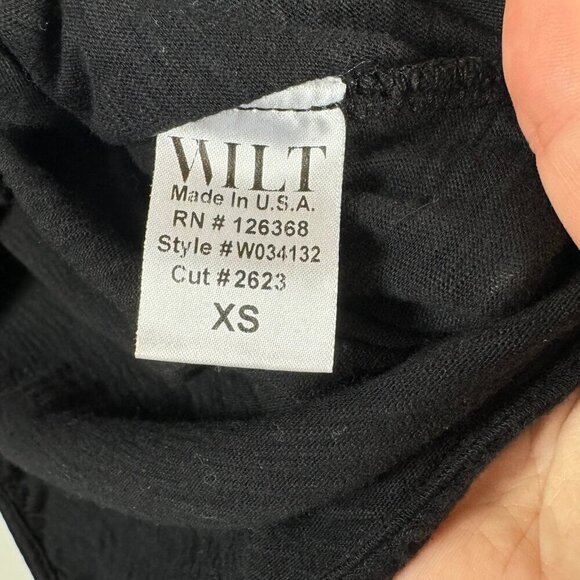 WILT
Made In U.S.A.
RN # 126368
Style #W034132
Cut #2623
XS